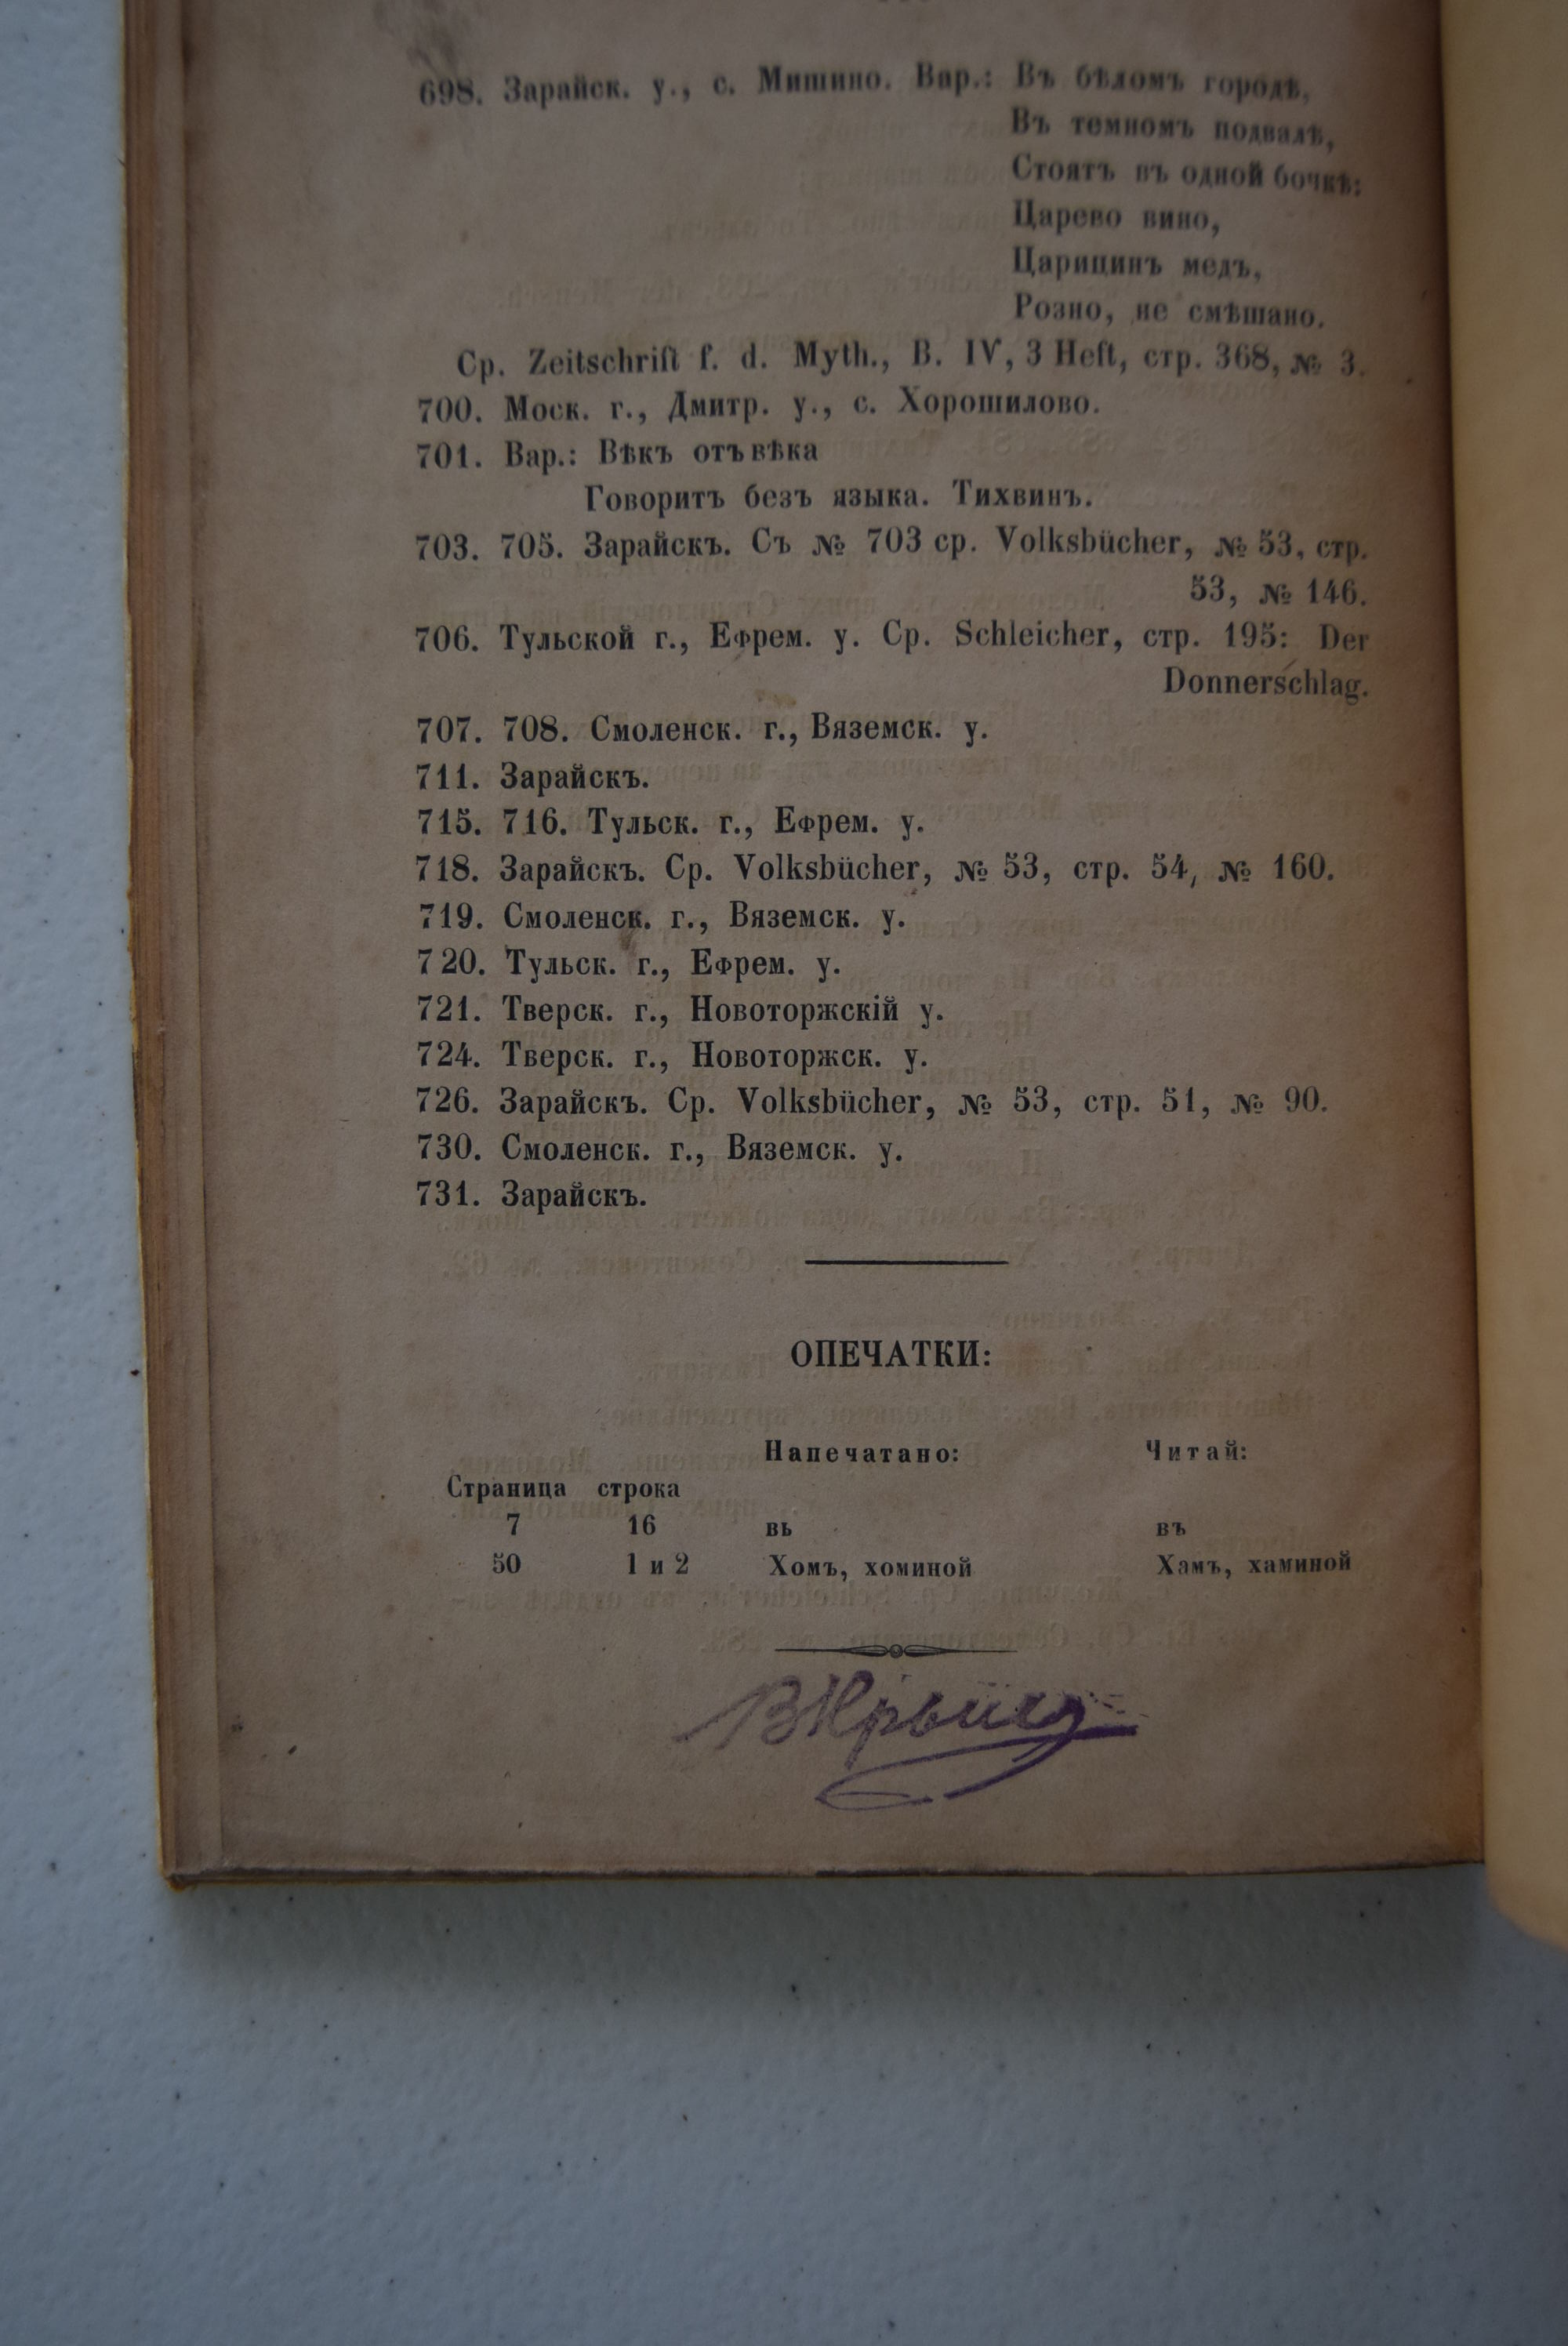 698. Зарайск. у., с. Мишино. Вар.: Въ бѣломъ городѣ,
Въ темномъ подвалѣ,
Стоятъ въ одной бочкѣ:
Царево вино,
Царицинъ медъ,
Розно, не смѣшано.
Ср. Zeitschrift f. d. Myth., B. IV, 3 Heft, стр. 368, № 3.
700. Моск. г., Дмитр. у., с. Хорошилово.
701. Вар.: Вѣкъ отъ вѣка
Говоритъ безъ языка. Тихвинъ.
703. 705. Зарайскъ. Съ № 703 ср. Volksbücher, № 53, стр.
53, № 146.
706. Тульской г., Ефрем. у. Ср. Schleicher, стр. 195: Der
Donnerschlag.
707. 708. Смоленск. г., Вяземск. у.
711. Зарайскъ.
715. 716. Тульск. г., Ефрем. у.
718. Зарайскъ. Ср. Volksbücher, № 53, стр. 54, № 160.
719. Смоленск. г., Вяземск. у.
720. Тульск. г., Ефрем. у.
721. Тверск. г., Новоторжскій у.
724. Тверск. г., Новоторжск. у.
726. Зарайскъ. Ср. Volksbücher, № 53, стр. 51, № 90.
730. Смоленск. г., Вяземск. у.
731. Зарайскъ.
ОПЕЧАТКИ:
Напечатано: Читай:
Страница строка
7 16 вь въ
50 1 и 2 Хомъ, хоминой Хамъ, хаминой